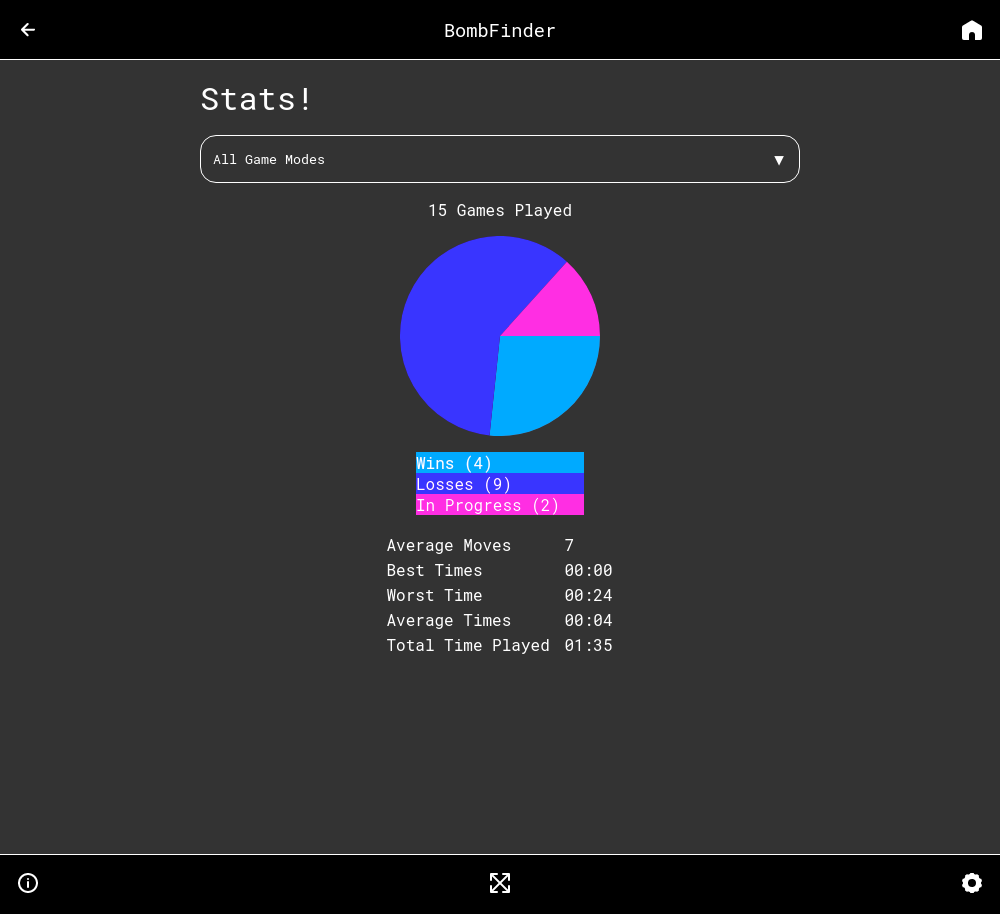 BombFinder
Stats!
All Game Modes ▼
15 Games Played
Wins (4)
Losses (9)
In Progress (2)
Average Moves 7
Best Times 00:00
Worst Time 00:24
Average Times 00:04
Total Time Played 01:35